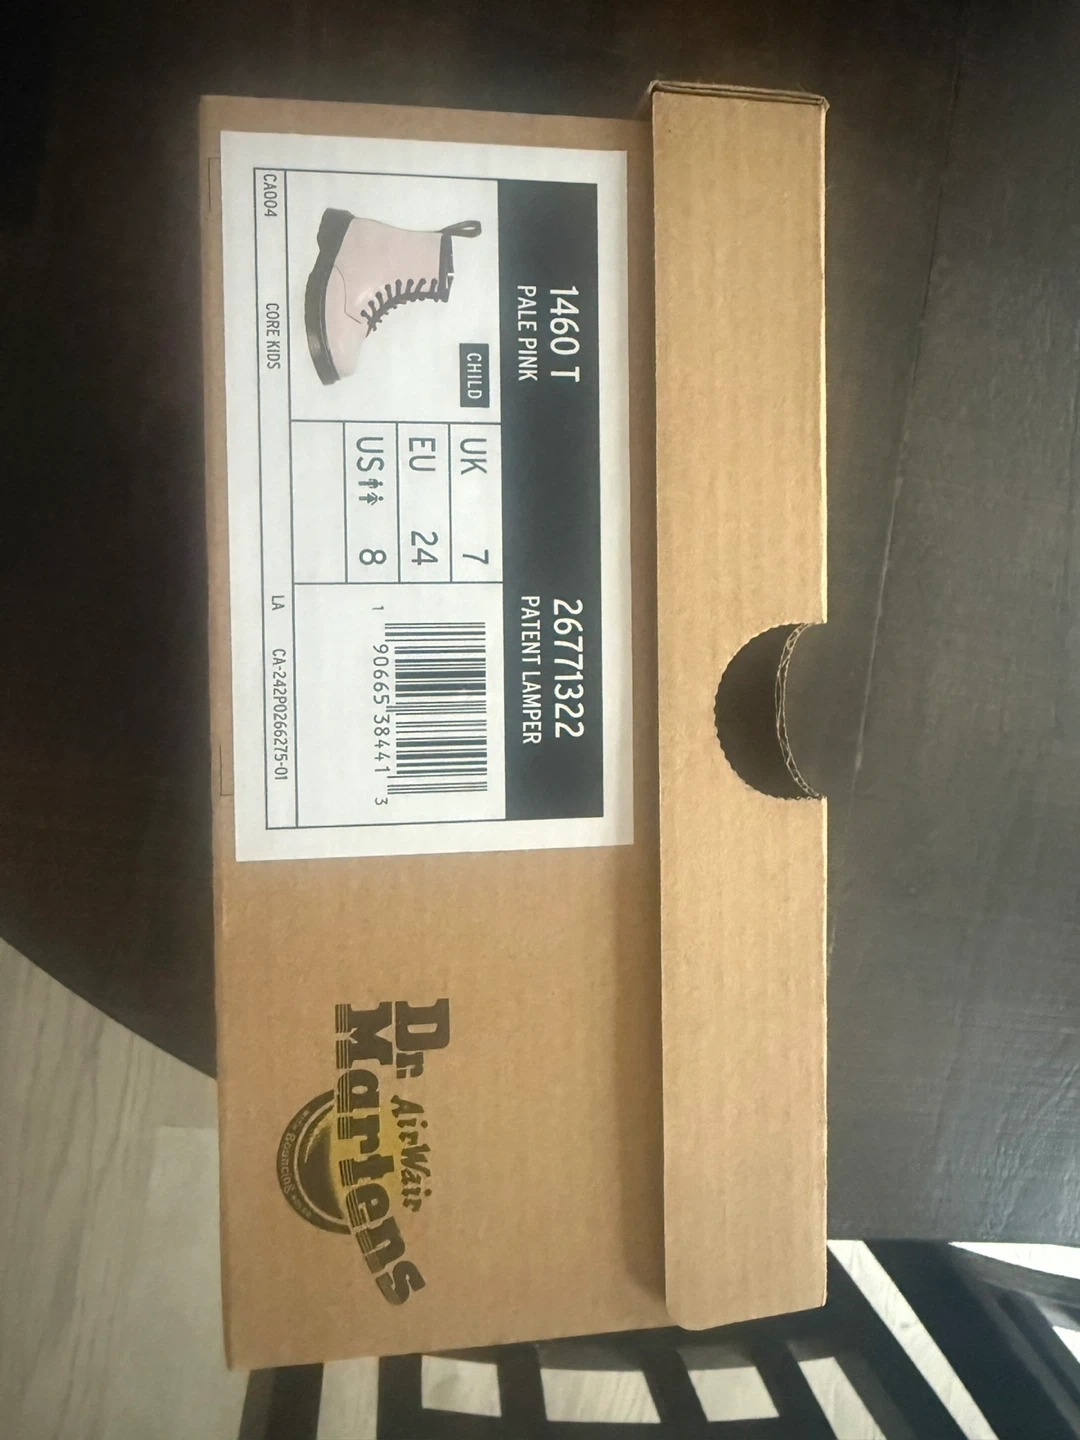 1460 T
PALE PINK
26771322
PATENT LAMPER
CHILD
UK 7
EU 24
US 8
1 90665 38441 3
CA004 CORE KIDS LA CA-242P0266275-01
Dr. AirWair
Martens
Bouncing